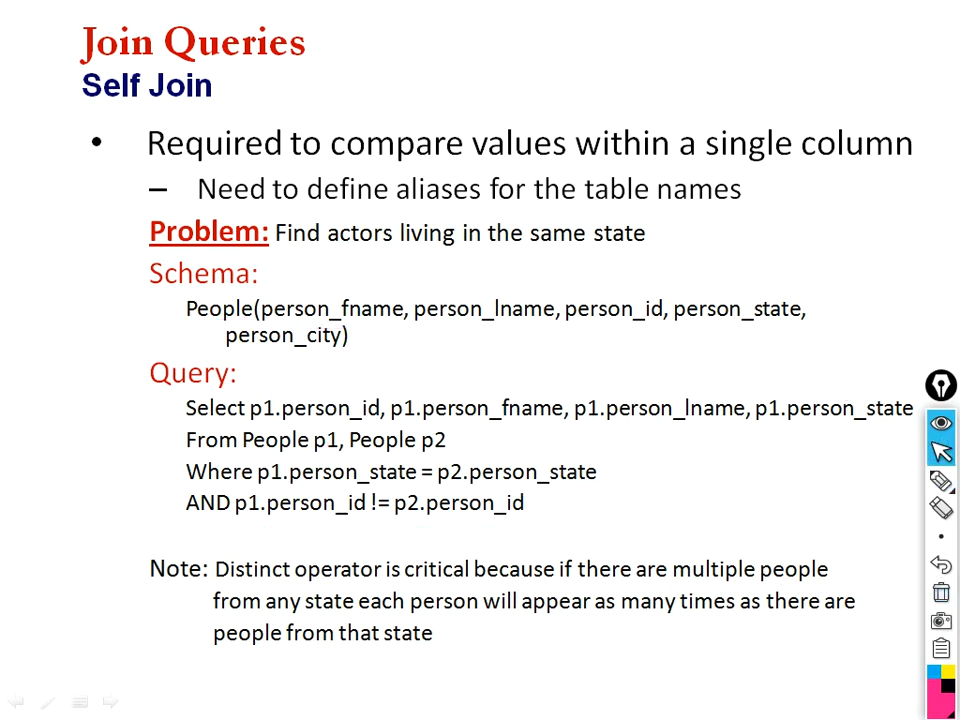 Join Queries
Self Join
• Required to compare values within a single column
– Need to define aliases for the table names
Problem: Find actors living in the same state
Schema:
People(person_fname, person_lname, person_id, person_state,
person_city)
Query:
Select p1.person_id, p1.person_fname, p1.person_lname, p1.person_state
From People p1, People p2
Where p1.person_state = p2.person_state
AND p1.person_id != p2.person_id
Note: Distinct operator is critical because if there are multiple people
from any state each person will appear as many times as there are
people from that state